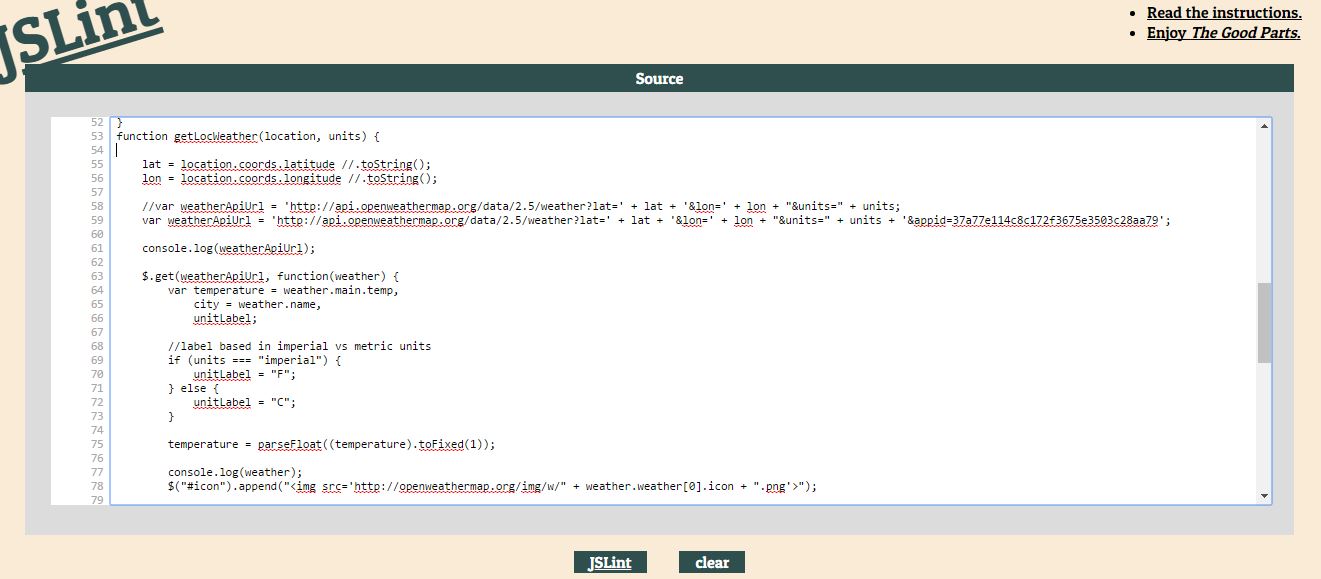 JSLint
Read the instructions.
Enjoy The Good Parts.
Source
52 }
53 function getLocWeather(location, units) {
54
55     lat = location.coords.latitude //.toString();
56     lon = location.coords.longitude //.toString();
57
58     //var weatherApiUrl = 'http://api.openweathermap.org/data/2.5/weather?lat=' + lat + '&lon=' + lon + "&units=" + units;
59     var weatherApiUrl = 'http://api.openweathermap.org/data/2.5/weather?lat=' + lat + '&lon=' + lon + "&units=" + units + '&appid=37a77e114c8c172f3675e3503c28aa79';
60
61     console.log(weatherApiUrl);
62
63     $.get(weatherApiUrl, function(weather) {
64         var temperature = weather.main.temp,
65             city = weather.name,
66             unitLabel;
67
68         //label based in imperial vs metric units
69         if (units === "imperial") {
70             unitLabel = "F";
71         } else {
72             unitLabel = "C";
73         }
74
75         temperature = parseFloat((temperature).toFixed(1));
76
77         console.log(weather);
78         $("#icon").append("<img src='http://openweathermap.org/img/w/" + weather.weather[0].icon + ".png'>");
79
JSLint
clear